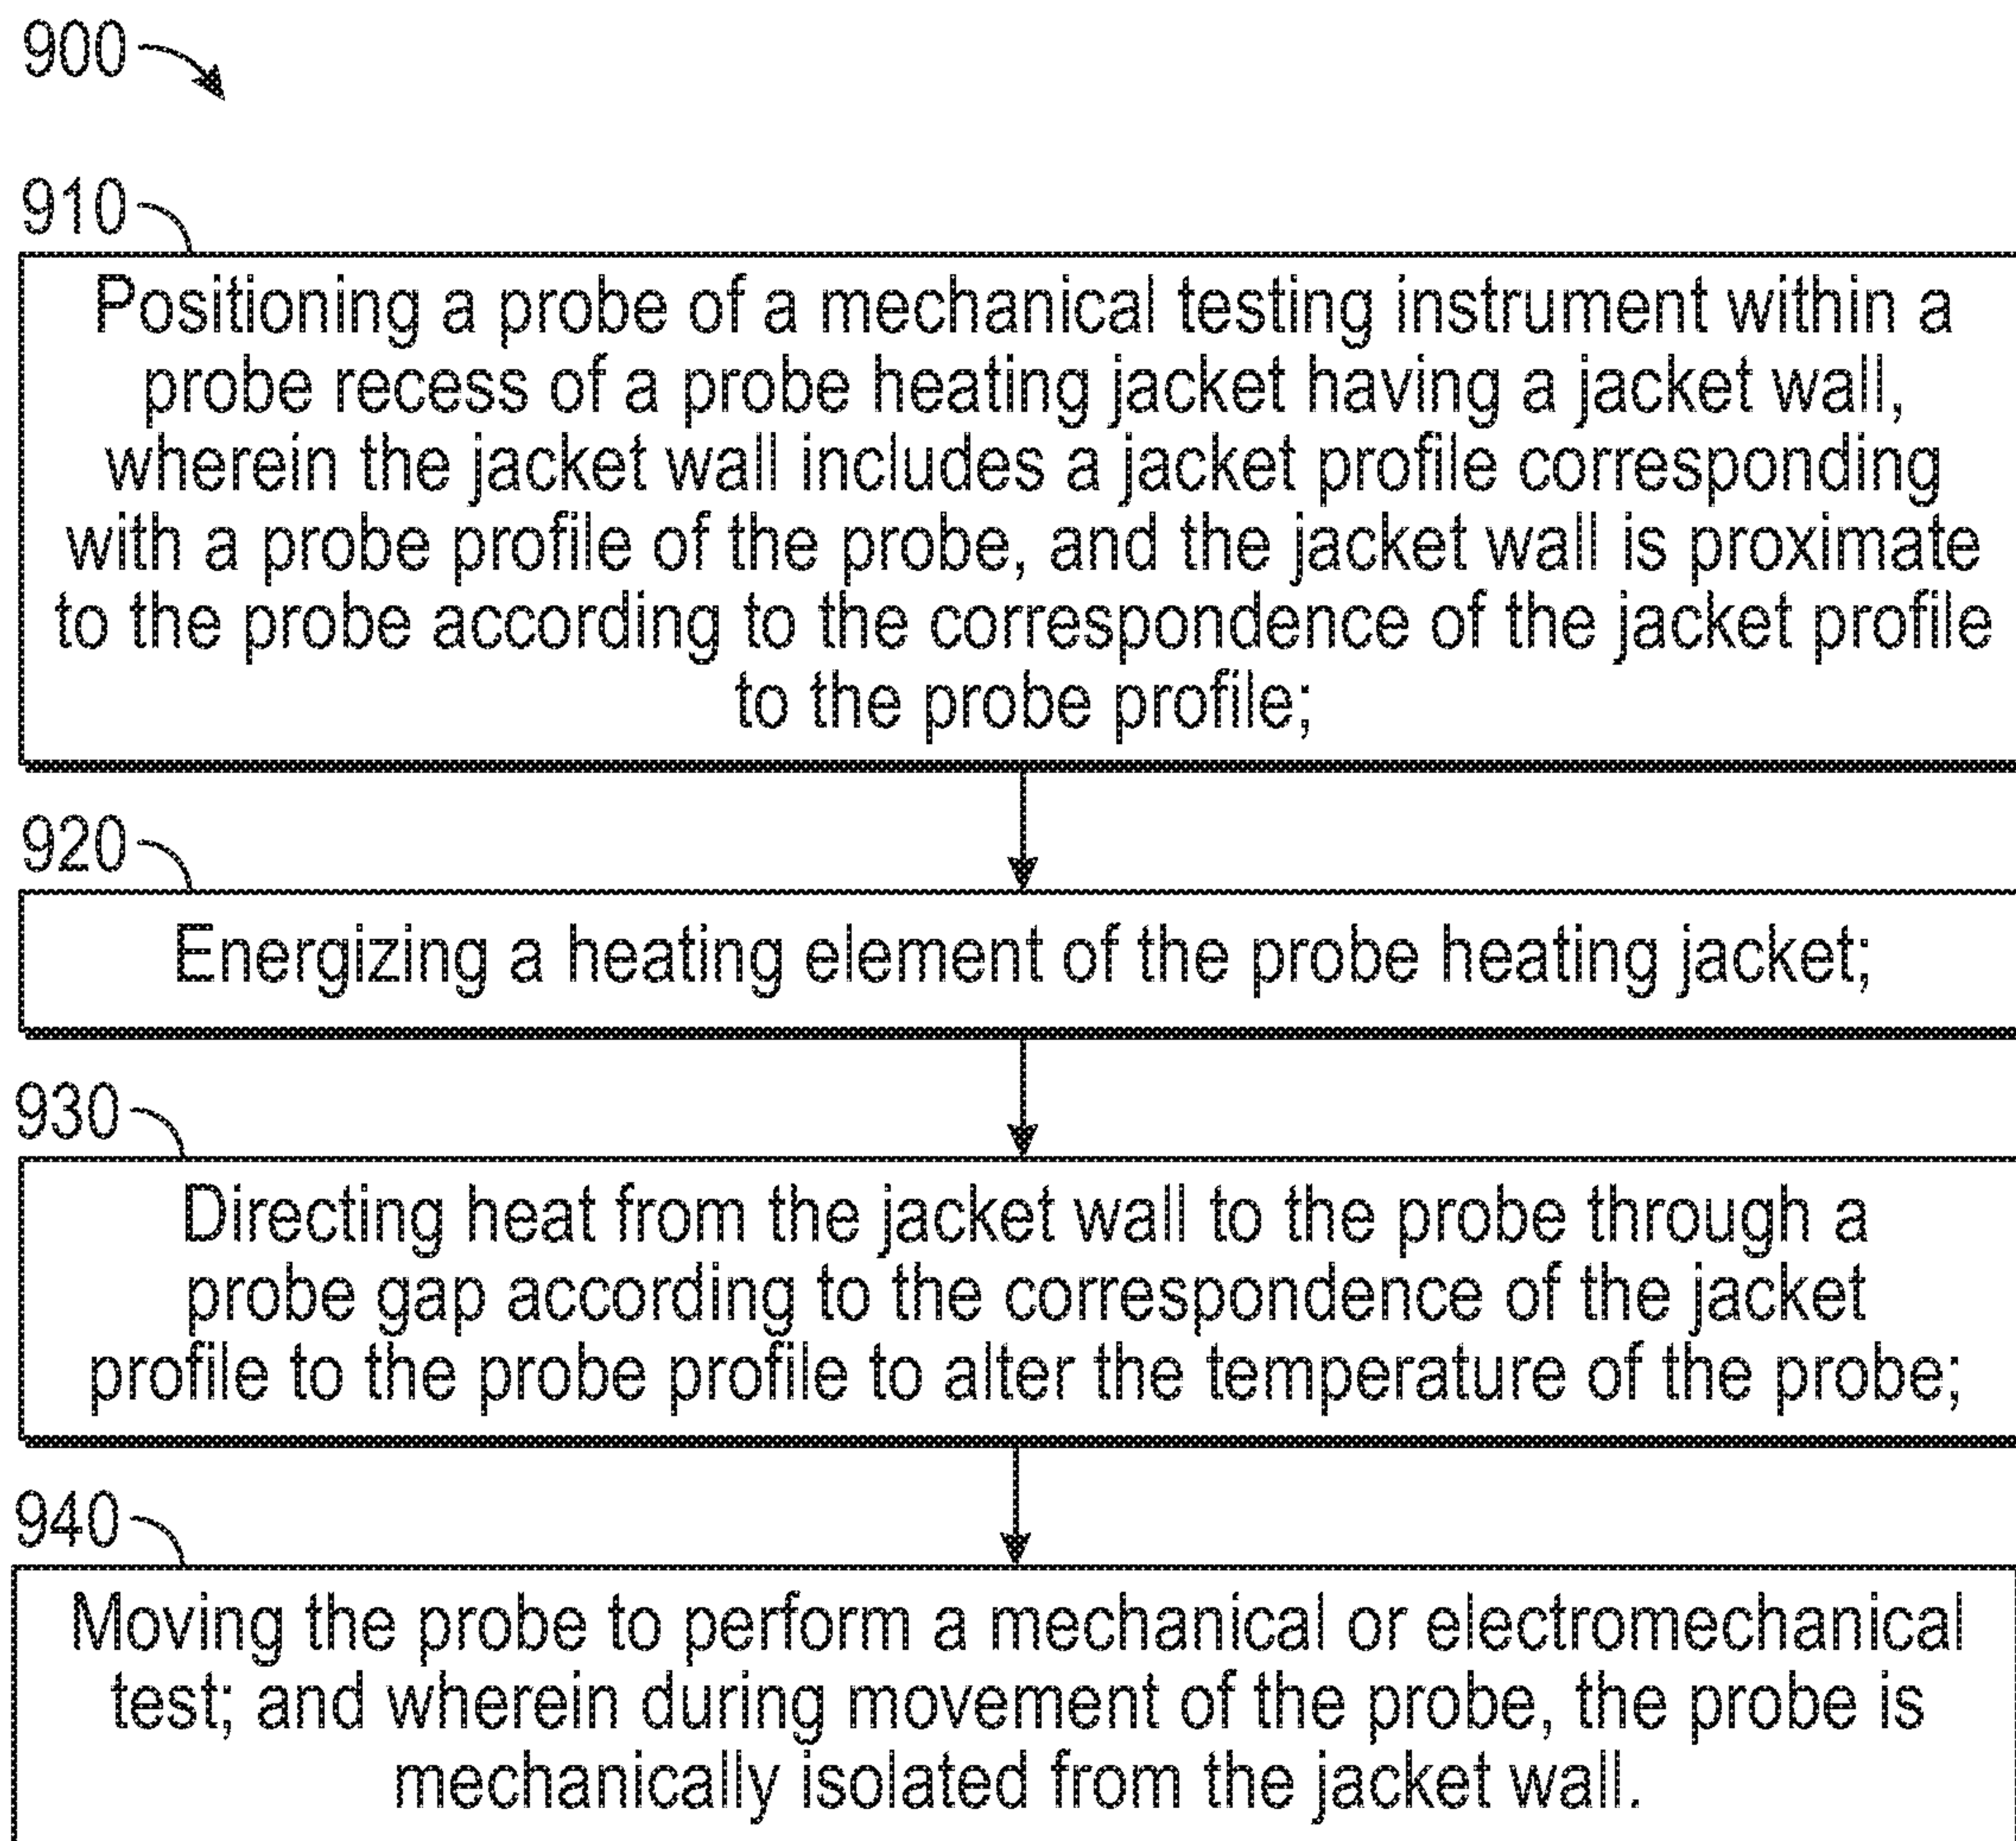 900
910
Positioning a probe of a mechanical testing instrument within a
probe recess of a probe heating jacket having a jacket wall,
wherein the jacket wall includes a jacket profile corresponding
with a probe profile of the probe, and the jacket wall is proximate
to the probe according to the correspondence of the jacket profile
to the probe profile;
920
Energizing a heating element of the probe heating jacket;
930
Directing heat from the jacket wall to the probe through a
probe gap according to the correspondence of the jacket
profile to the probe profile to alter the temperature of the probe;
940
Moving the probe to perform a mechanical or electromechanical
test; and wherein during movement of the probe, the probe is
mechanically isolated from the jacket wall.